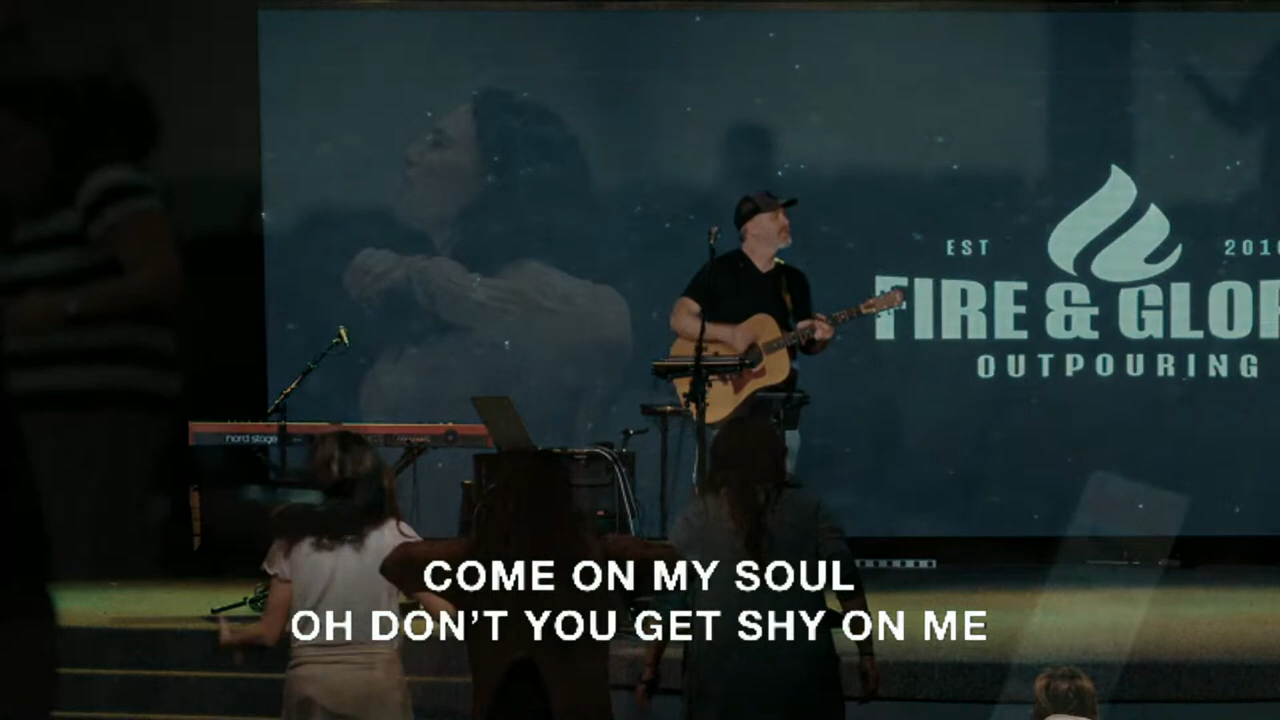 EST 201
FIRE & GLO
OUTPOURING
nord stage
COME ON MY SOUL
OH DON'T YOU GET SHY ON ME